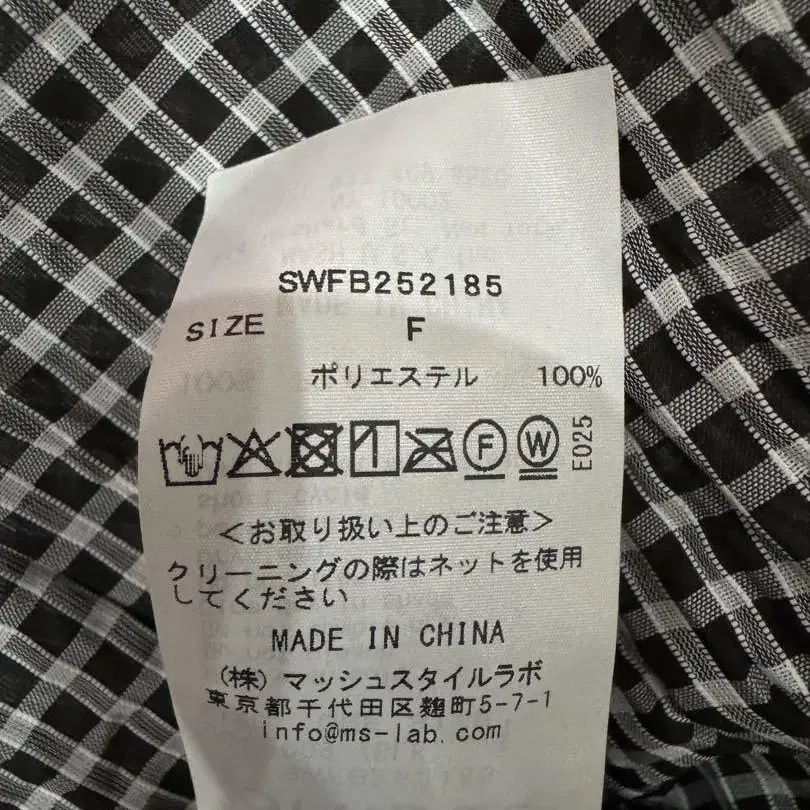 SWFB252185
SIZE F
ポリエステル 100%
F W E025
<お取り扱い上のご注意>
クリーニングの際はネットを使用
してください
MADE IN CHINA
(株) マッシュスタイルラボ
東京都千代田区麹町5-7-1
info@ms-lab.com